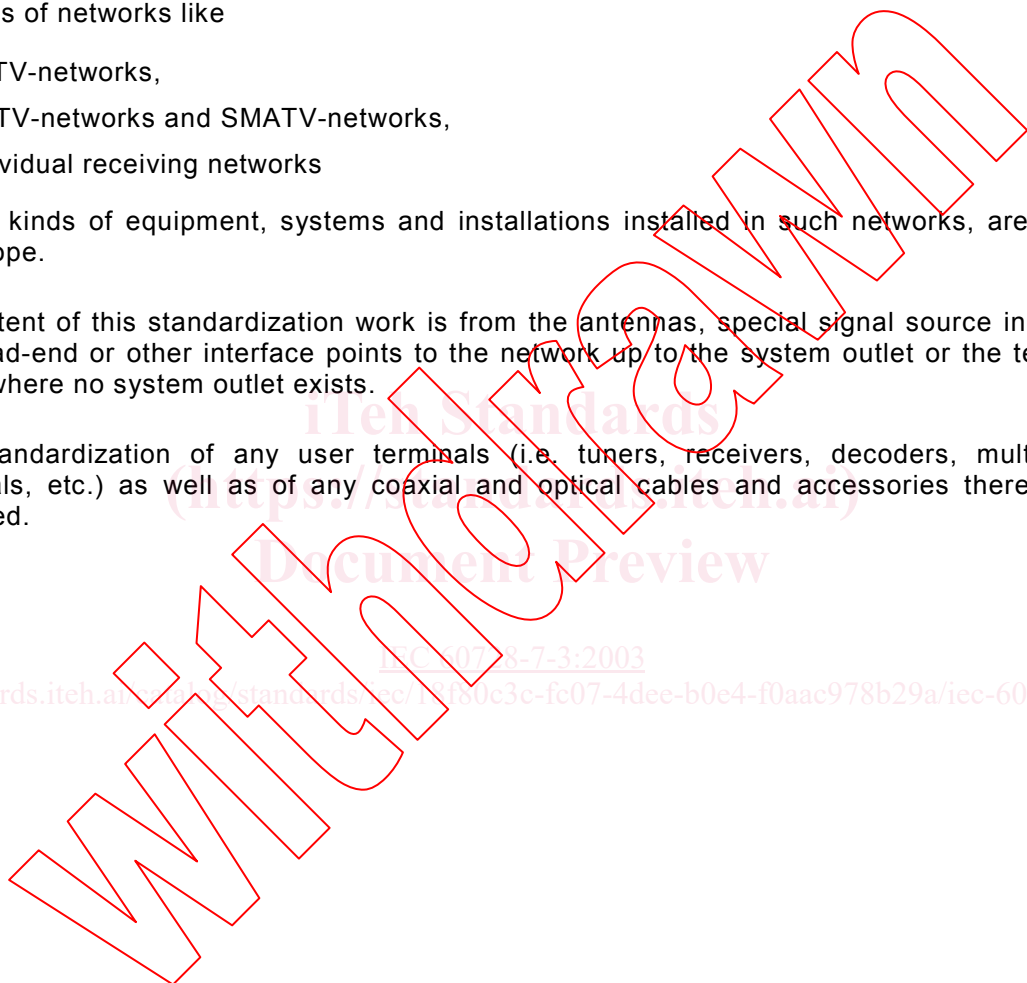 s of networks like
TV-networks,
TV-networks and SMATV-networks,
vidual receiving networks
kinds of equipment, systems and installations installed in such networks, are
ope.
tent of this standardization work is from the antennas, special signal source in
ad-end or other interface points to the network up to the system outlet or the te
where no system outlet exists.
iTeh Standards
andardization of any user terminals (i.e. tuners, receivers, decoders, mult
als, etc.) as well as of any coaxial and optical cables and accessories there
(https://standards.iteh.ai)
ed.
Document Preview
IEC 60728-7-3:2003
rds.iteh.ai/catalog/standards/iec/18f80c3c-fc07-4dee-b0e4-f0aac978b29a/iec-60
withdrawn